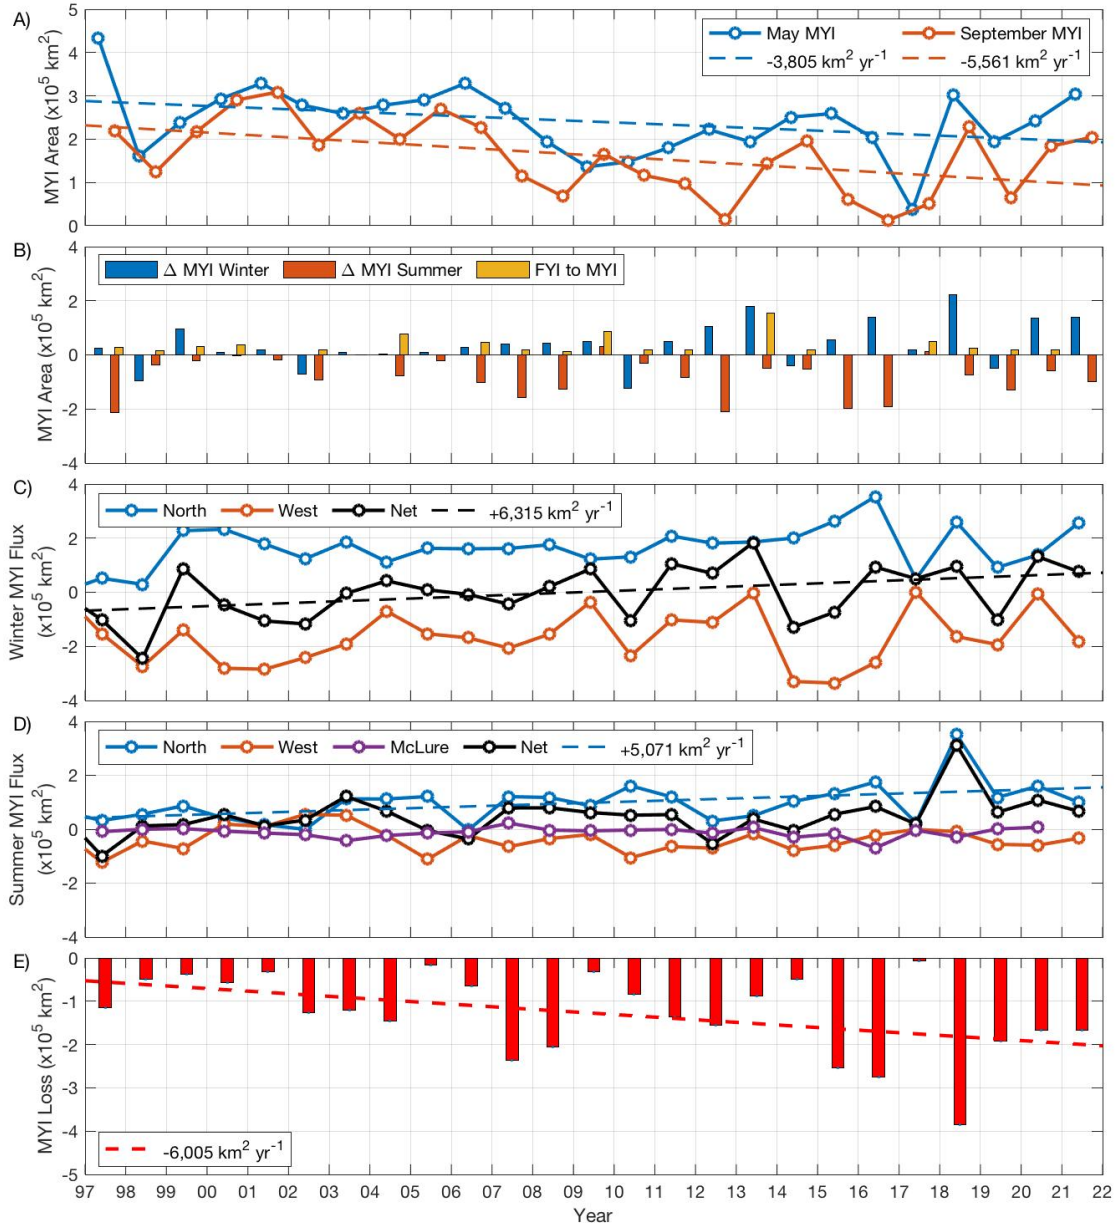 A)
5
4
3
2
1
0
MYI Area (x10⁵ km²)
May MYI
September MYI
-3,805 km² yr⁻¹
-5,561 km² yr⁻¹
B)
4
2
0
-2
-4
MYI Area (x10⁵ km²)
Δ MYI Winter
Δ MYI Summer
FYI to MYI
C)
4
2
0
-2
-4
Winter MYI Flux
(x10⁵ km²)
North
West
Net
+6,315 km² yr⁻¹
D)
4
2
0
-2
-4
Summer MYI Flux
(x10⁵ km²)
North
West
McLure
Net
+5,071 km² yr⁻¹
E)
0
-1
-2
-3
-4
-5
MYI Loss (x10⁵ km²)
-6,005 km² yr⁻¹
97 98 99 00 01 02 03 04 05 06 07 08 09 10 11 12 13 14 15 16 17 18 19 20 21 22
Year